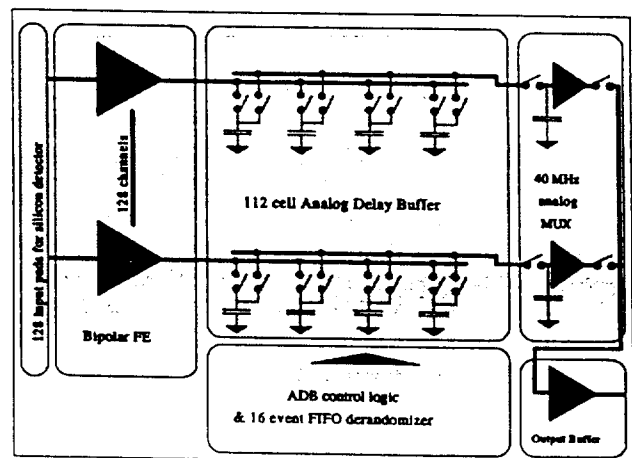 128 input pads for silicon detector
128 channels
Bipolar FE
112 cell Analog Delay Buffer
40 MHz
analog
MUX
ADB control logic
& 16 event FIFO derandomizer
Output Buffer